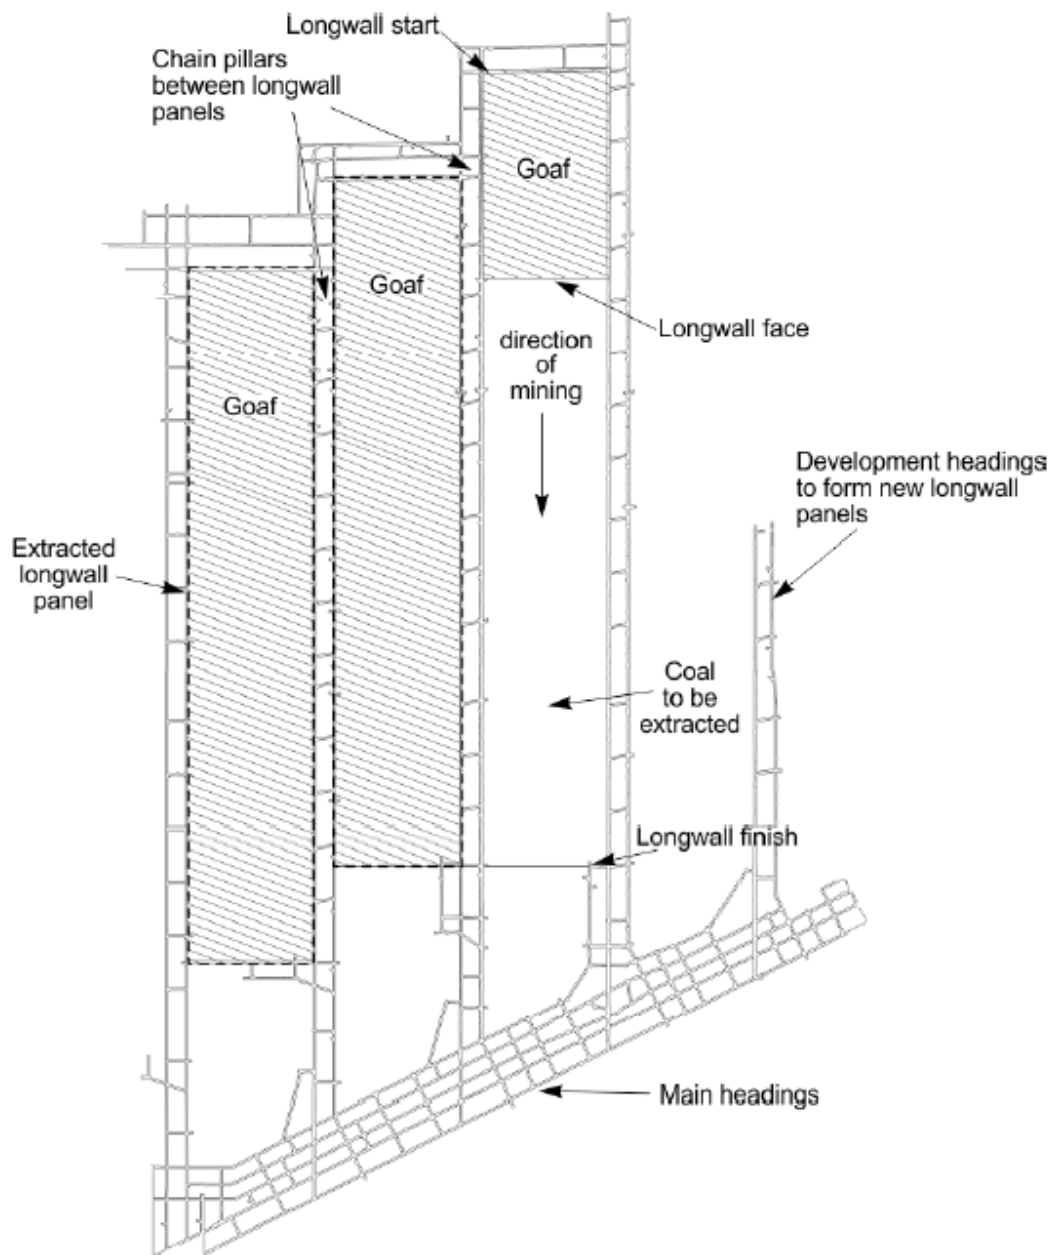 Longwall start
Chain pillars
between longwall
panels
Goaf
Goaf
Longwall face
direction
of
mining
Goaf
Development headings
to form new longwall
panels
Extracted
longwall
panel
Coal
to be
extracted
Longwall finish
Main headings